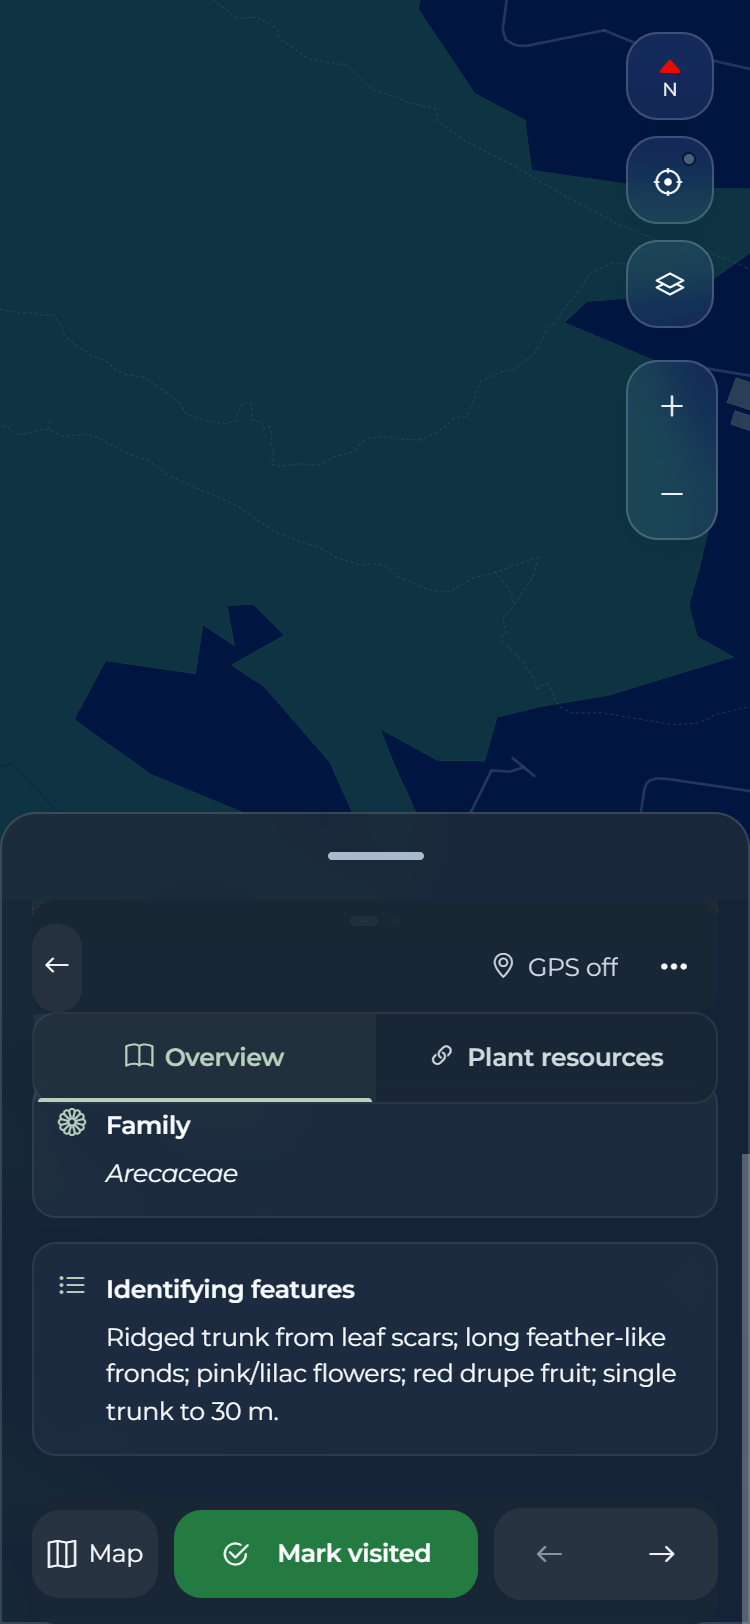 N
GPS off
Overview
Plant resources
Family
Arecaceae
Identifying features
Ridged trunk from leaf scars; long feather-like
fronds; pink/lilac flowers; red drupe fruit; single
trunk to 30 m.
Map
Mark visited